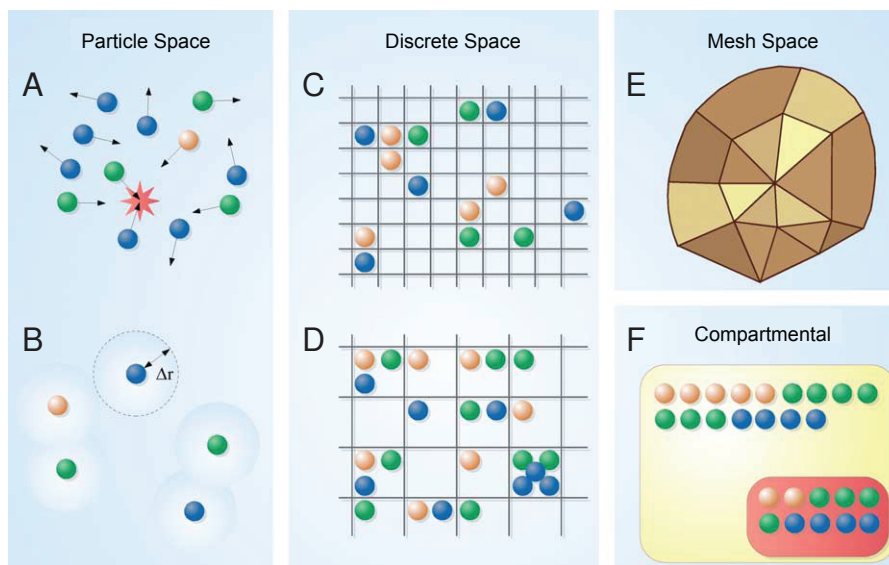 Particle Space
A
B
Δr
Discrete Space
C
D
Mesh Space
E
Compartmental
F